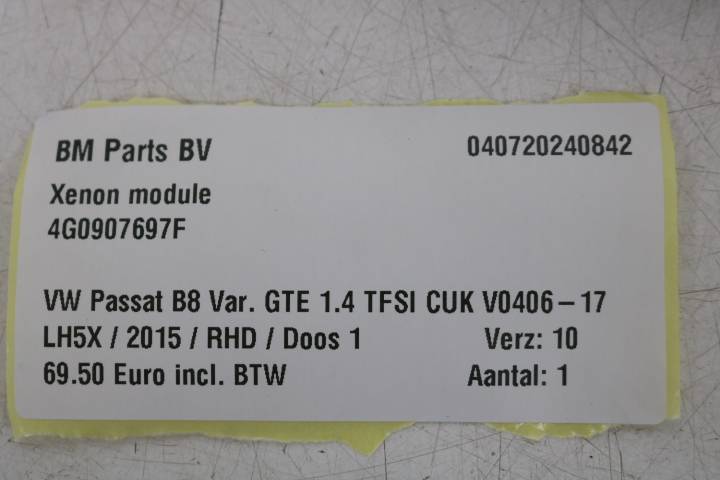 BM Parts BV 040720240842
Xenon module
4G0907697F
VW Passat B8 Var. GTE 1.4 TFSI CUK V0406-17
LH5X / 2015 / RHD / Doos 1 Verz: 10
69.50 Euro incl. BTW Aantal: 1